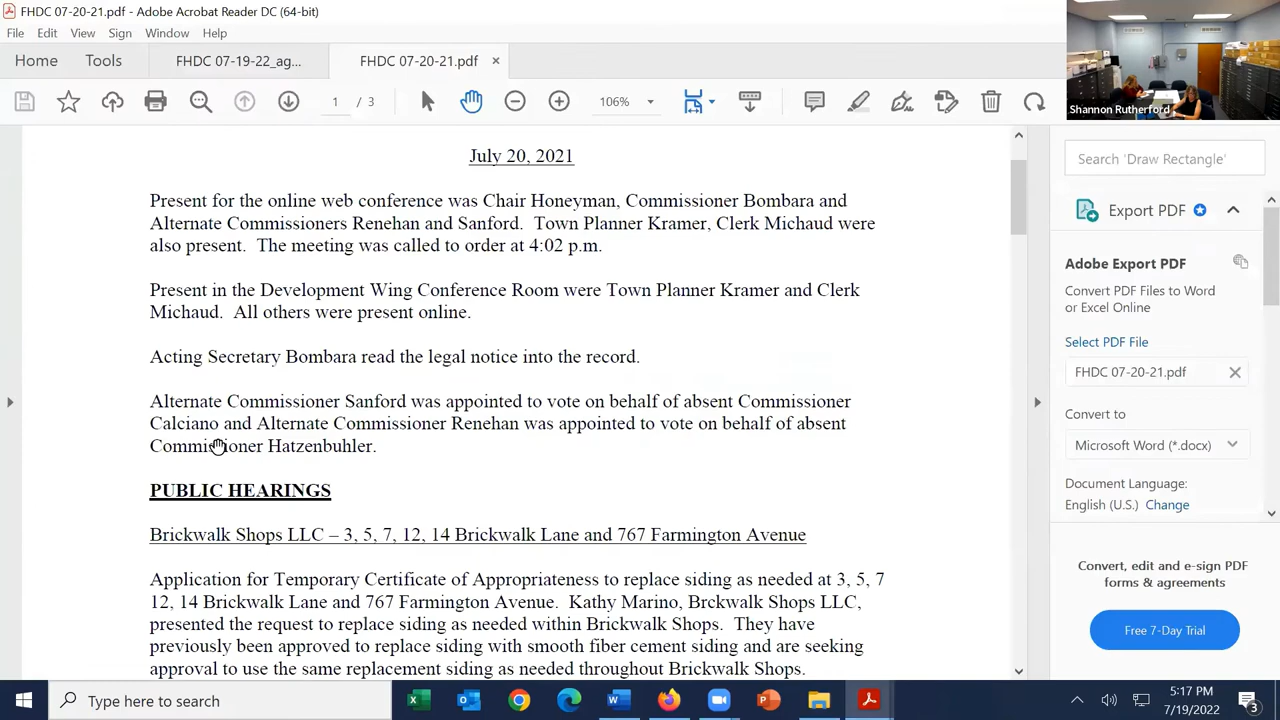 FHDC 07-20-21.pdf - Adobe Acrobat Reader DC (64-bit)
File Edit View Sign Window Help
Home Tools FHDC 07-19-22_ag... FHDC 07-20-21.pdf ×
1 / 3 106%
Shannon Rutherford
July 20, 2021
Present for the online web conference was Chair Honeyman, Commissioner Bombara and
Alternate Commissioners Renehan and Sanford. Town Planner Kramer, Clerk Michaud were
also present. The meeting was called to order at 4:02 p.m.
Present in the Development Wing Conference Room were Town Planner Kramer and Clerk
Michaud. All others were present online.
Acting Secretary Bombara read the legal notice into the record.
Alternate Commissioner Sanford was appointed to vote on behalf of absent Commissioner
Calciano and Alternate Commissioner Renehan was appointed to vote on behalf of absent
Commissioner Hatzenbuhler.
PUBLIC HEARINGS
Brickwalk Shops LLC – 3, 5, 7, 12, 14 Brickwalk Lane and 767 Farmington Avenue
Application for Temporary Certificate of Appropriateness to replace siding as needed at 3, 5, 7
12, 14 Brickwalk Lane and 767 Farmington Avenue. Kathy Marino, Brckwalk Shops LLC,
presented the request to replace siding as needed within Brickwalk Shops. They have
previously been approved to replace siding with smooth fiber cement siding and are seeking
approval to use the same replacement siding as needed throughout Brickwalk Shops.
Search 'Draw Rectangle'
Export PDF
Adobe Export PDF
Convert PDF Files to Word
or Excel Online
Select PDF File
FHDC 07-20-21.pdf
Convert to
Microsoft Word (*.docx)
Document Language:
English (U.S.) Change
Convert, edit and e-sign PDF
forms & agreements
Free 7-Day Trial
Type here to search
5:17 PM
7/19/2022
3